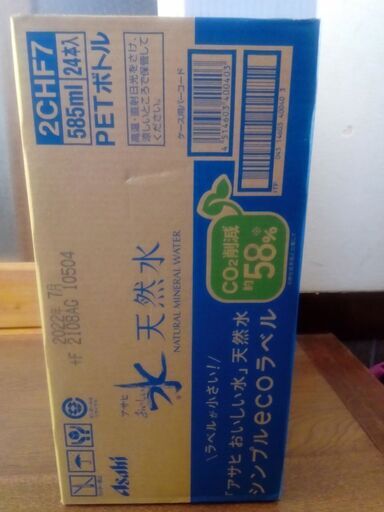 2CHF7
585ml 24本入
PETボトル
高温・直射日光をさけ、
涼しいところで保管して
ください。
ケース用バーコード
4 514603 400403
CO2削減
約58%※
アサヒ
おいしい
水 天然水
NATURAL MINERAL WATER
2022年 7月
+F 2108AG 10504
Asahi
\ラベルが小さい!/
「アサヒ おいしい水」天然水
シンプルecoラベル